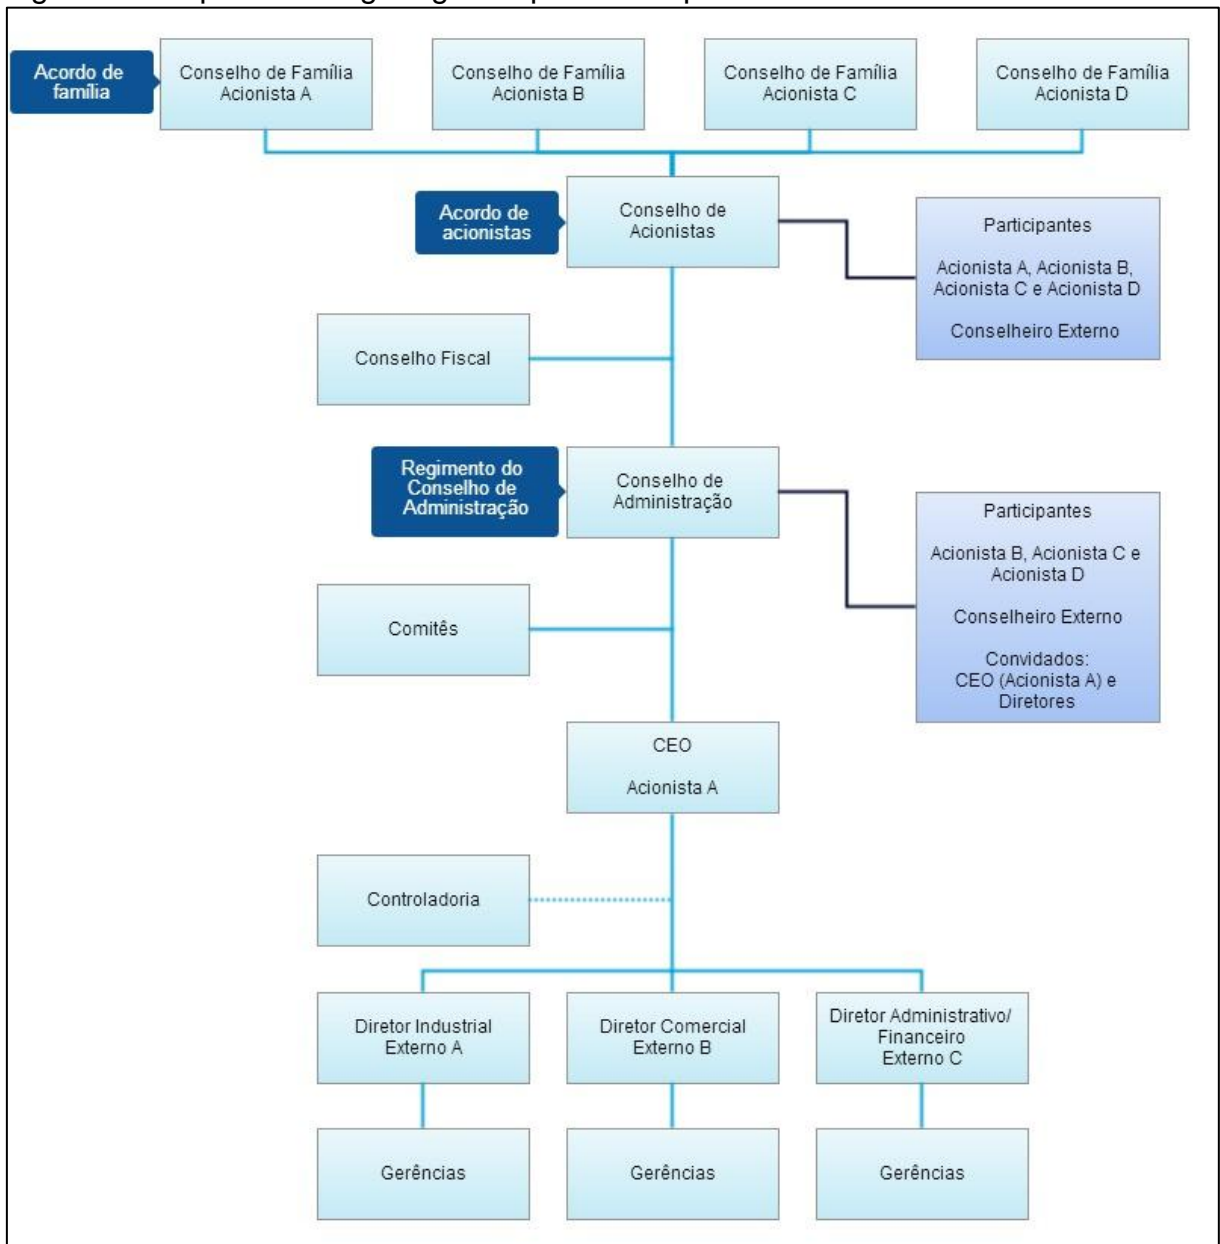 Acordo de
família
Conselho de Família
Acionista A
Conselho de Família
Acionista B
Conselho de Família
Acionista C
Conselho de Família
Acionista D
Acordo de
acionistas
Conselho de
Acionistas
Participantes
Acionista A, Acionista B,
Acionista C e Acionista D
Conselheiro Externo
Conselho Fiscal
Regimento do
Conselho de
Administração
Conselho de
Administração
Participantes
Acionista B, Acionista C e
Acionista D
Conselheiro Externo
Convidados:
CEO (Acionista A) e
Diretores
Comitês
CEO
Acionista A
Controladoria
Diretor Industrial
Externo A
Diretor Comercial
Externo B
Diretor Administrativo/
Financeiro
Externo C
Gerências
Gerências
Gerências